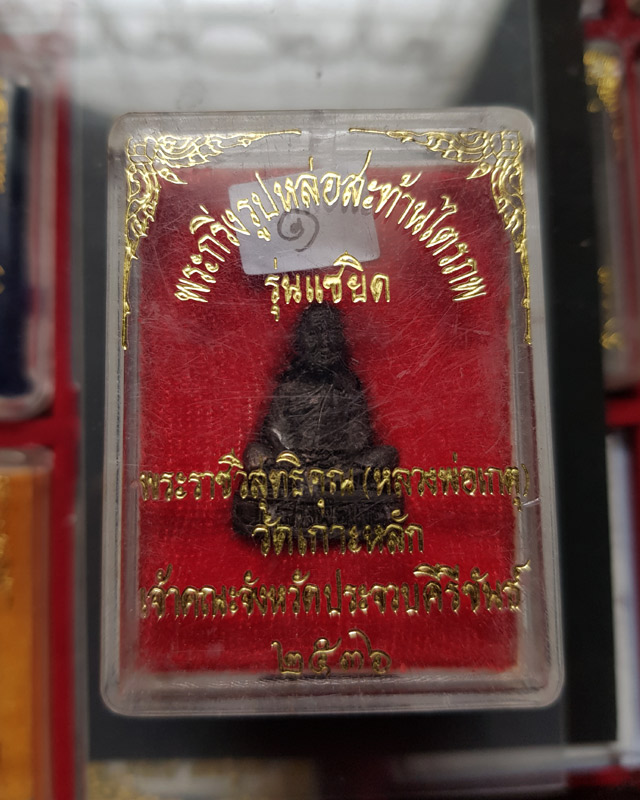 พระกริ่งรูปหล่อสะท้านไตรภพ
๑
รุ่นแซยิด
พระราชวิสุทธิคุณ (หลวงพ่อเกตุ)
วัดเกาะหลัก
เจ้าคณะจังหวัดประจวบคีรีขันธ์
๒๕๓๖